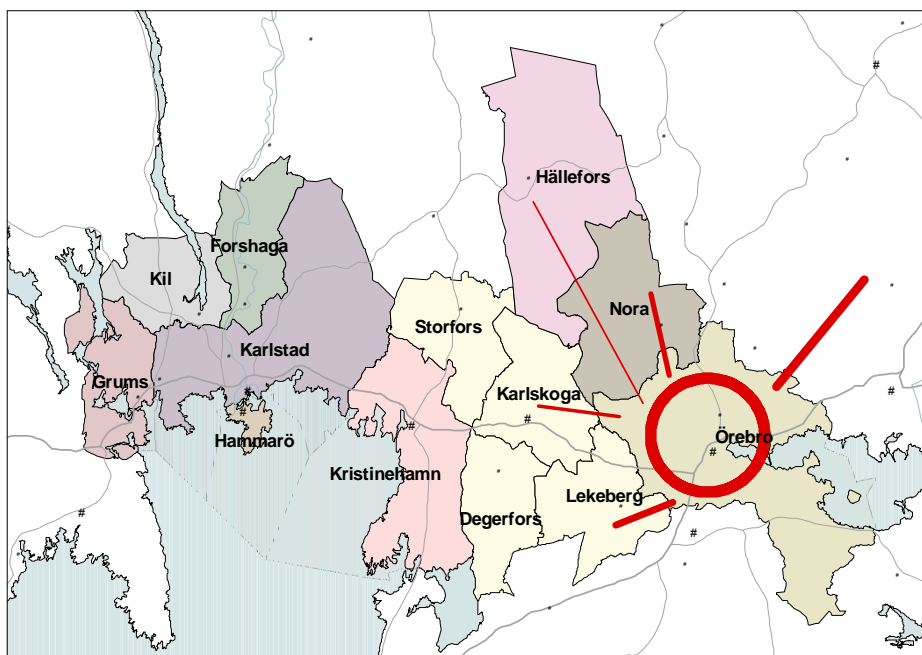 Hällefors
Forshaga
Kil
Nora
Storfors
Karlstad
Grums
Karlskoga
Hammarö
Örebro
Kristinehamn
Lekeberg
Degerfors